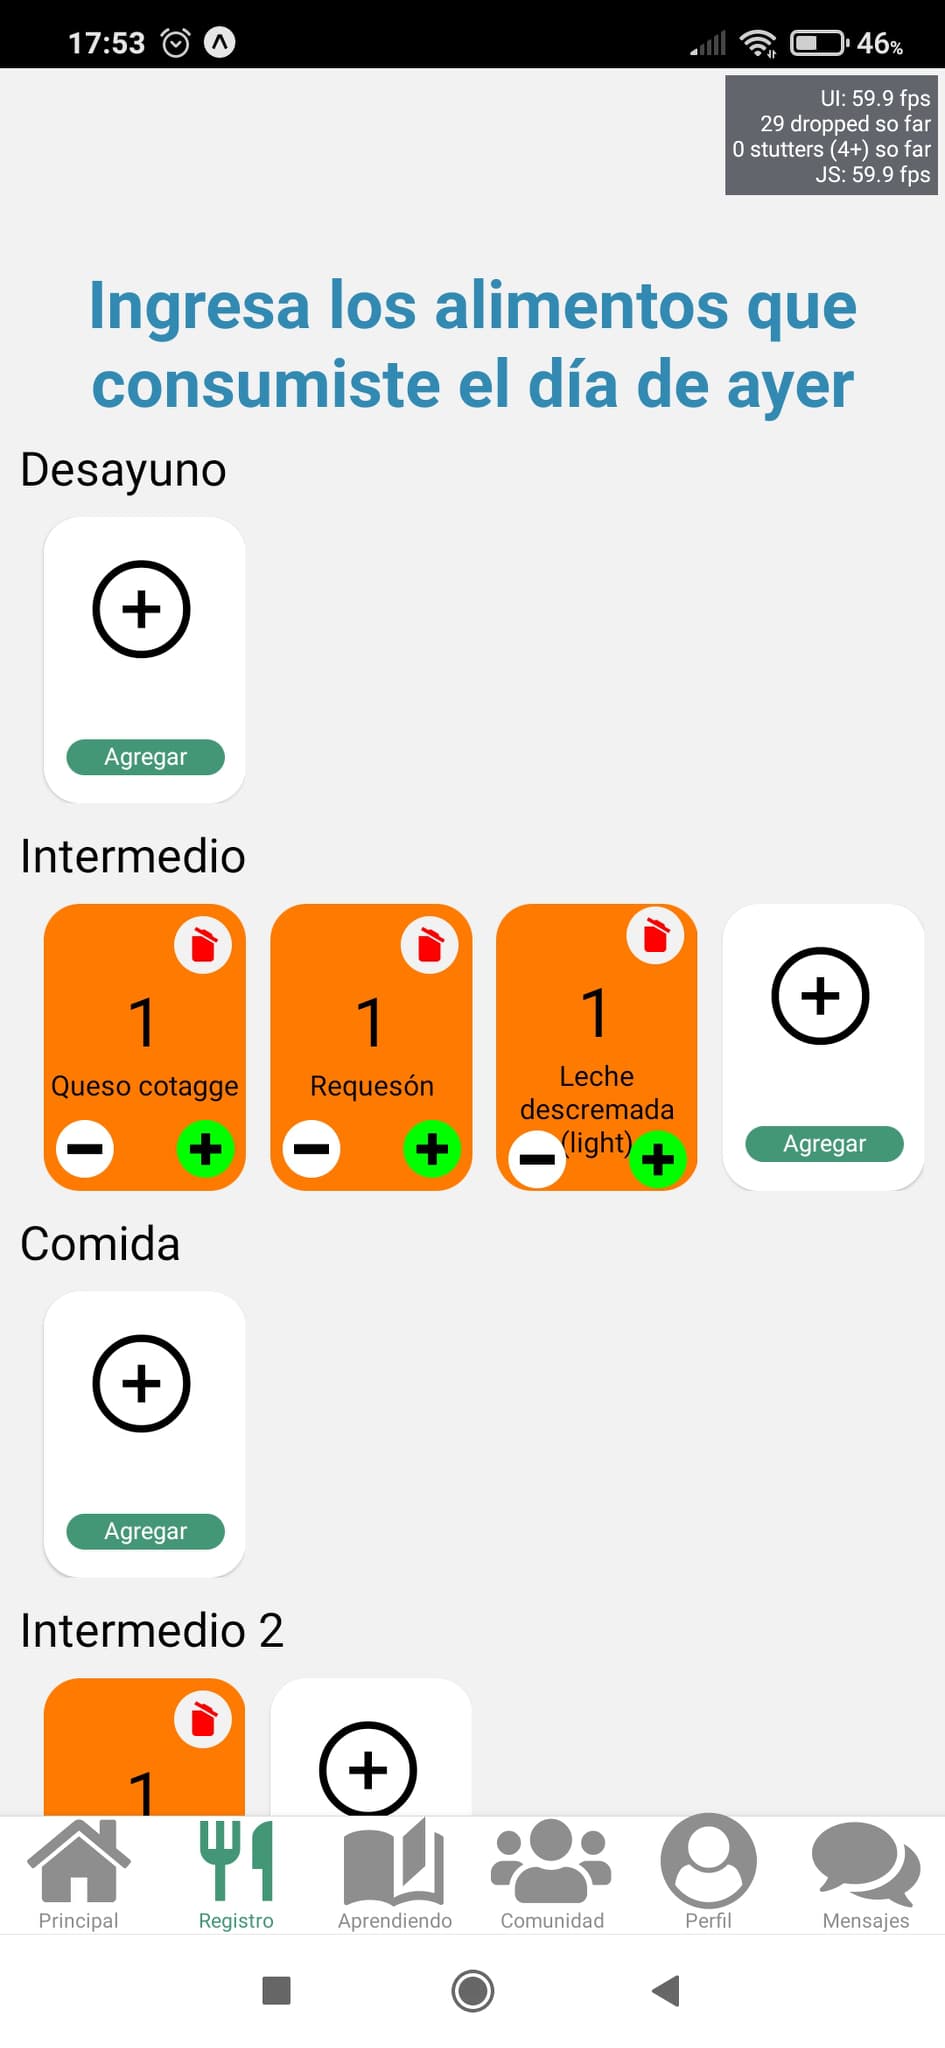 17:53
46%
UI: 59.9 fps
29 dropped so far
0 stutters (4+) so far
JS: 59.9 fps
Ingresa los alimentos que
consumiste el día de ayer
Desayuno
Agregar
Intermedio
1
Queso cotagge
1
Requesón
1
Leche
descremada
(light)
Agregar
Comida
Agregar
Intermedio 2
1
Principal
Registro
Aprendiendo
Comunidad
Perfil
Mensajes